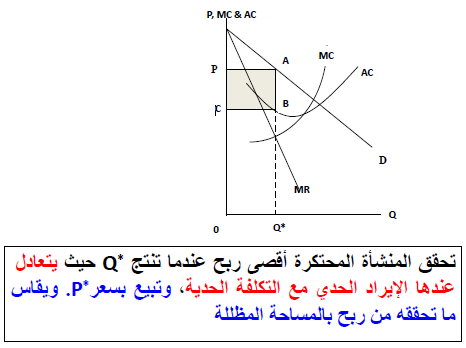 P, MC & AC
MC
A
AC
P
C
B
D
MR
Q
0
Q*
تحقق المنشأة المحتكرة أقصى ربح عندما تنتج *Q حيث يتعادل
عندها الإيراد الحدي مع التكلفة الحدية، وتبيع بسعر*P. ويقاس
ما تحققه من ربح بالمساحة المظللة